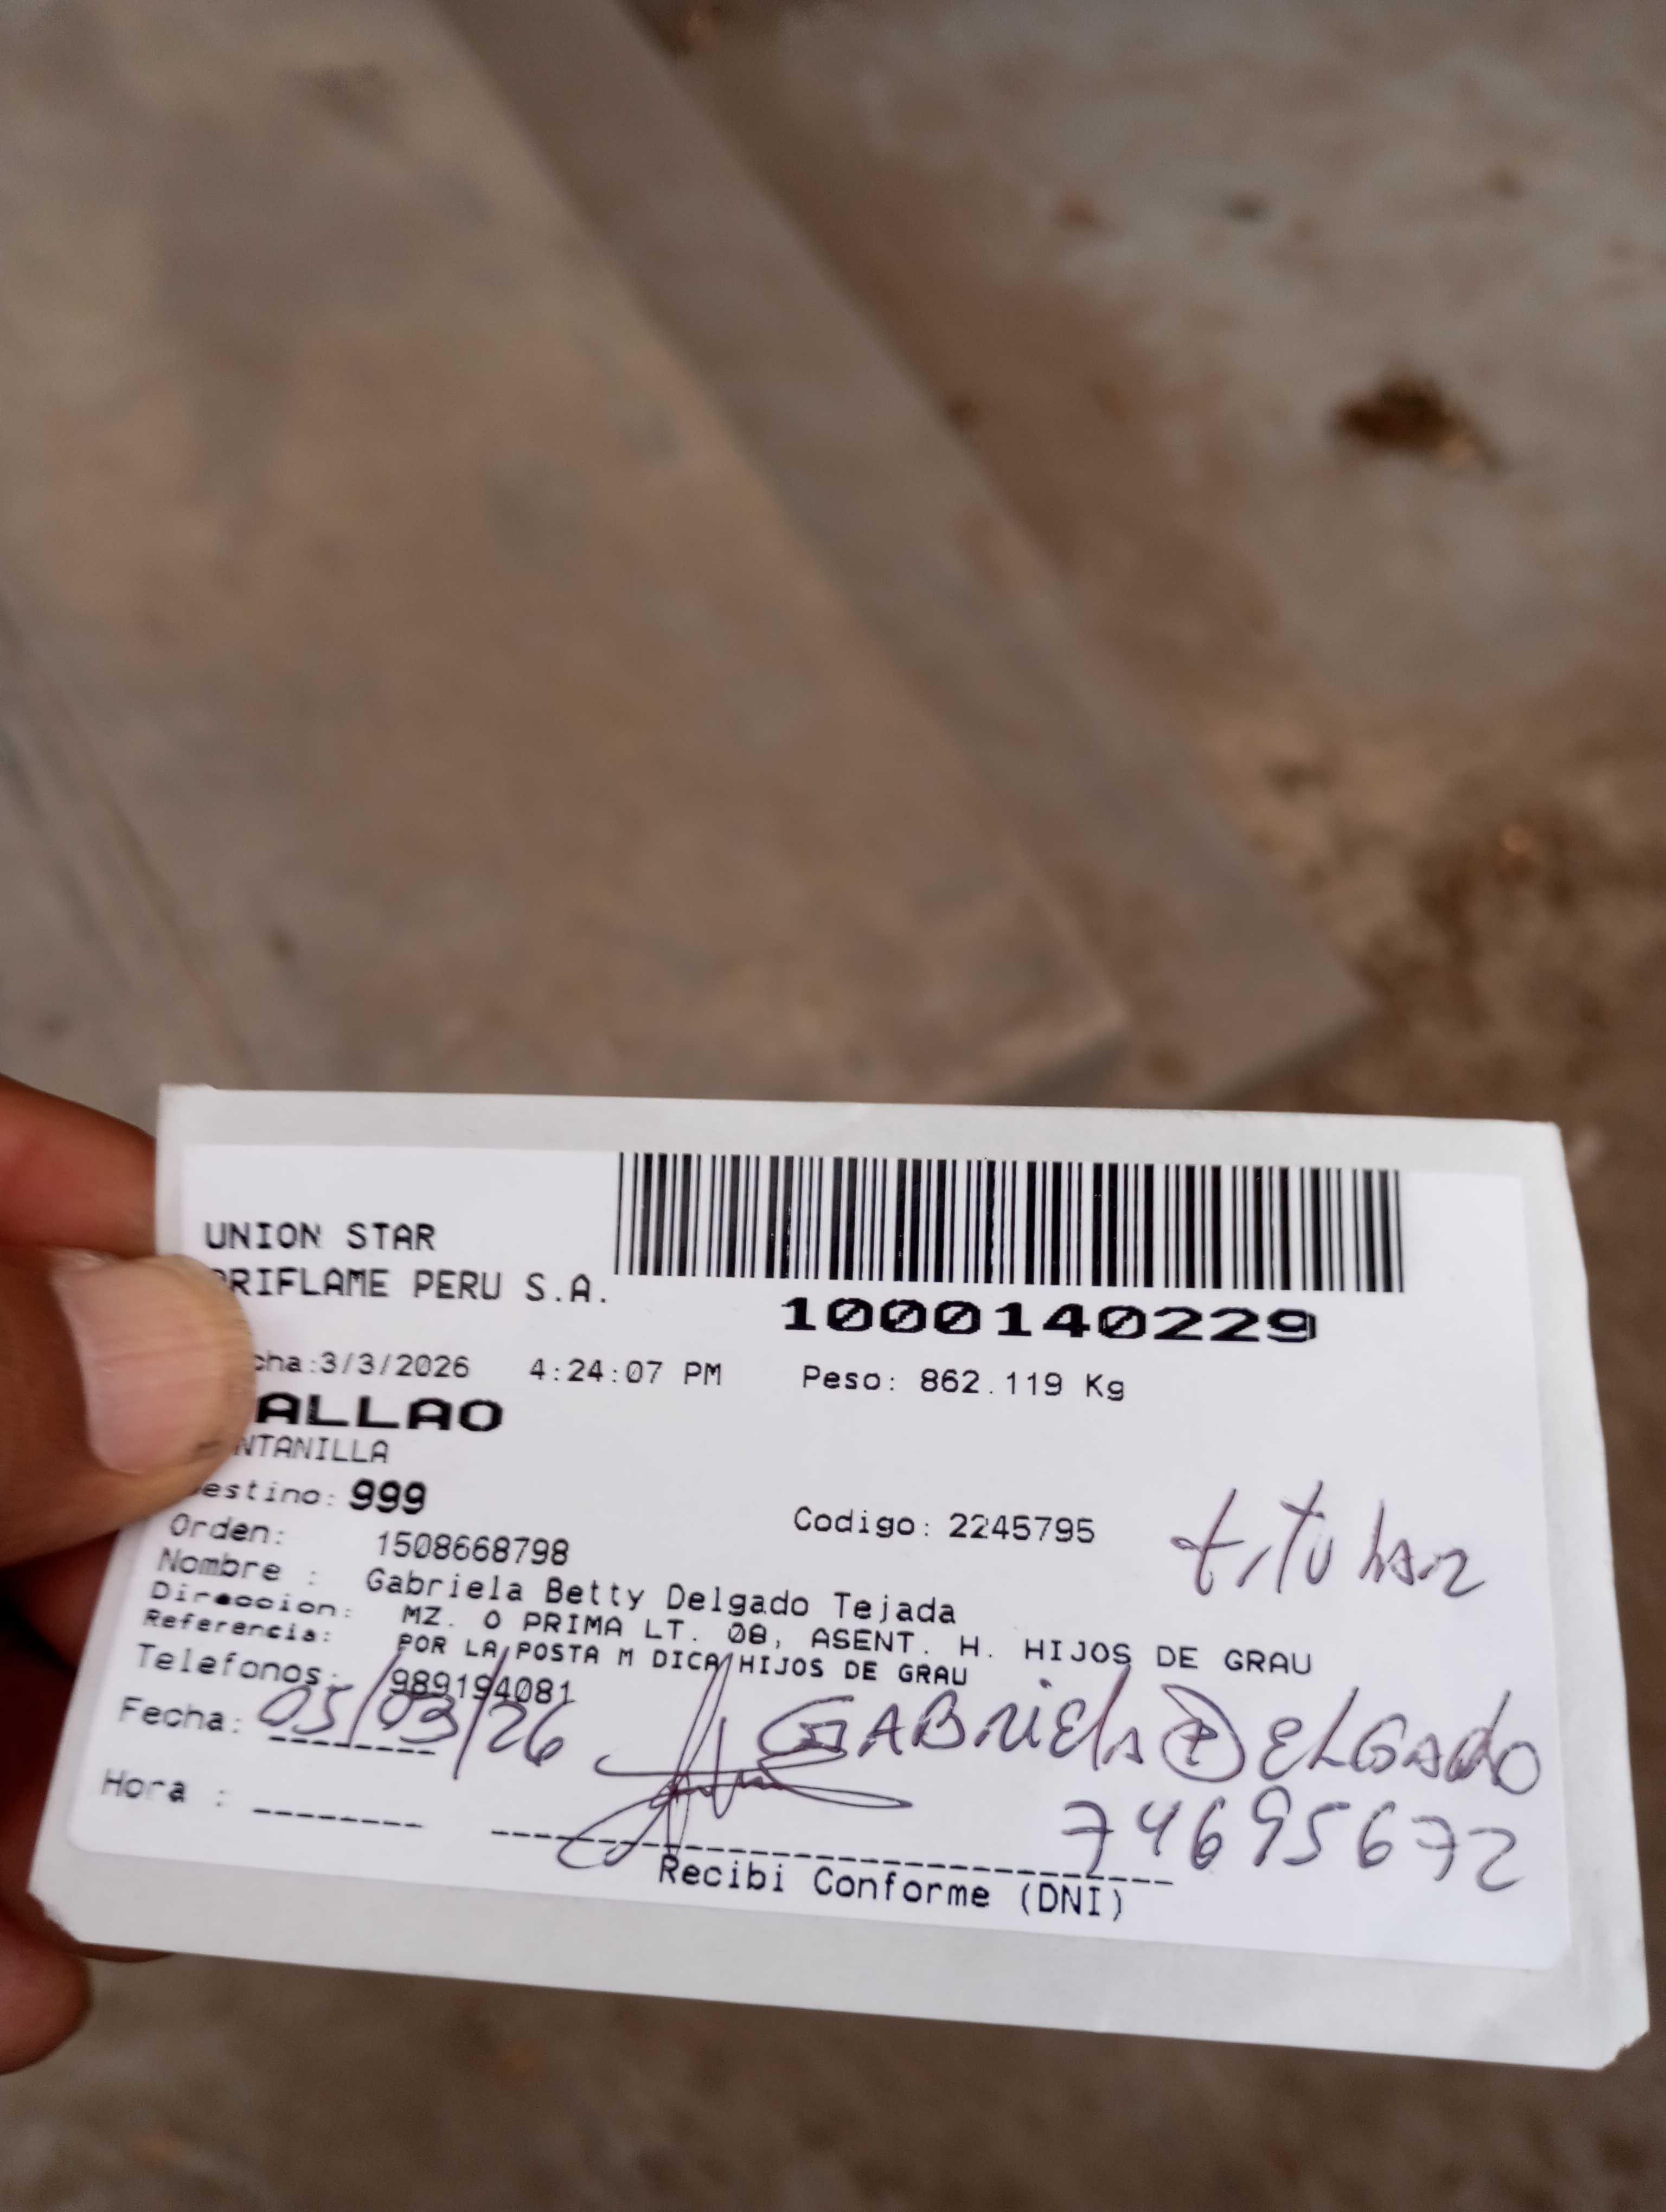 UNION STAR
ORIFLAME PERU S.A.
1000140229
cha:3/3/2026 4:24:07 PM Peso: 862.119 Kg
ALLAO
NTANILLA
estino: 999
Codigo: 2245795
titular
Orden: 1508668798
Nombre : Gabriela Betty Delgado Tejada
Direccion: MZ. O PRIMA LT. 08, ASENT. H. HIJOS DE GRAU
Referencia: POR LA POSTA M DICA HIJOS DE GRAU
Telefonos: 989194081
Fecha: 05/03/26
GABRIELA DELGADO
Hora :
74695672
Recibi Conforme (DNI)